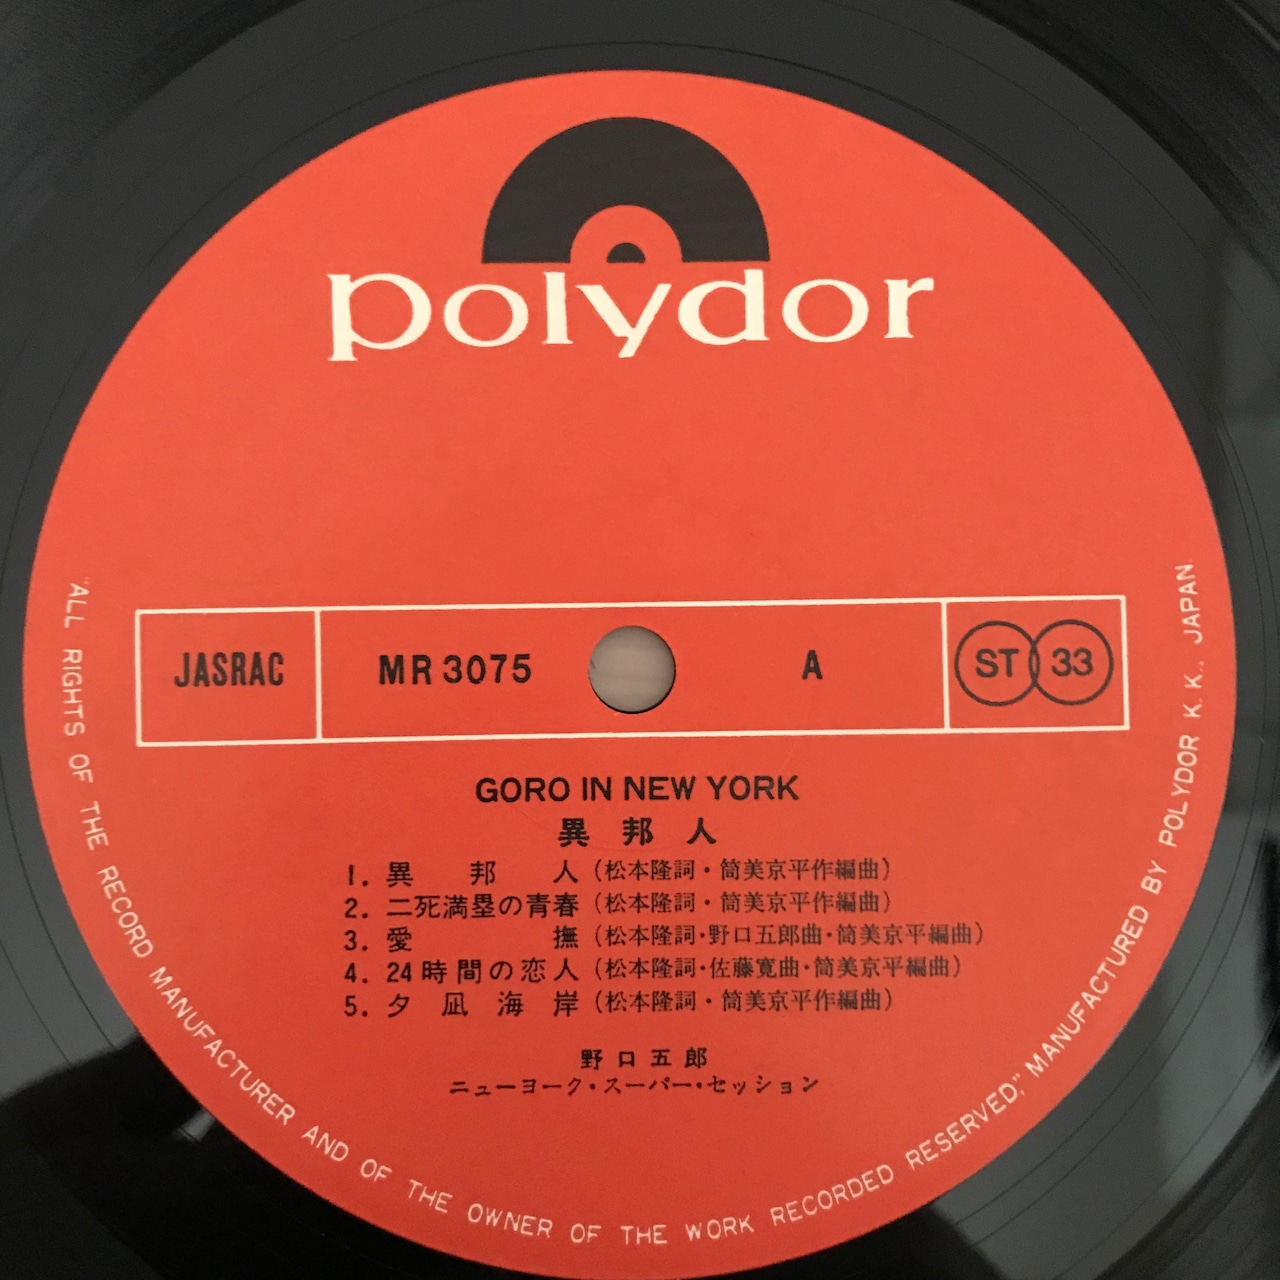 polydor
JASRAC MR 3075 A ST 33
GORO IN NEW YORK
異邦人
1. 異邦人 (松本隆詞・筒美京平作編曲)
2. 二死満塁の青春 (松本隆詞・筒美京平作編曲)
3. 愛撫 (松本隆詞・野口五郎曲・筒美京平編曲)
4. 24時間の恋人 (松本隆詞・佐藤寛曲・筒美京平編曲)
5. 夕凪海岸 (松本隆詞・筒美京平作編曲)
野口五郎
ニューヨーク・スーパー・セッション
"ALL RIGHTS OF THE RECORD MANUFACTURER AND OF THE OWNER OF THE WORK RECORDED RESERVED," MANUFACTURED BY POLYDOR K. K., JAPAN